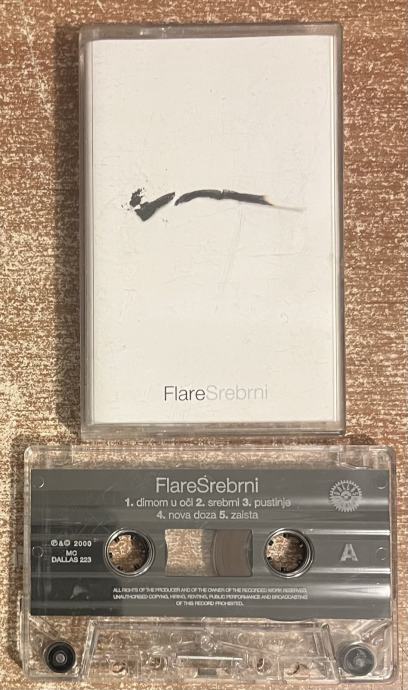 FlareSrebrni
FlareSrebrni
1. dimom u oči 2. srebrni 3. pustinje
4. nova doza 5. zaista
℗&© 2000
MC
DALLAS 223
A
ALL RIGHTS OF THE PRODUCER AND OF THE OWNER OF THE RECORDED WORK RESERVED.
UNAUTHORISED COPYING, HIRING, RENTING, PUBLIC PERFORMANCE AND BROADCASTING
OF THIS RECORD PROHIBITED.